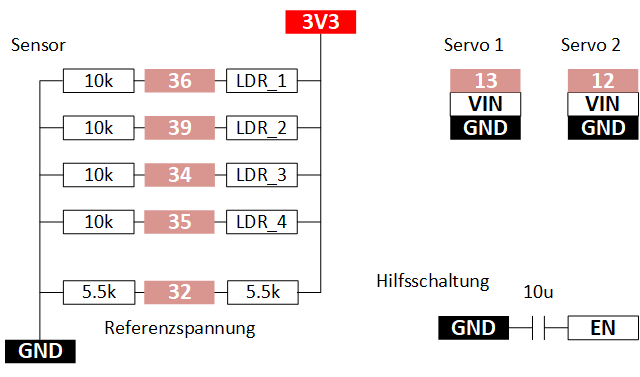 3V3
Sensor
Servo 1 Servo 2
10k 36 LDR_1
13 12
VIN VIN
10k 39 LDR_2
GND GND
10k 34 LDR_3
10k 35 LDR_4
Hilfsschaltung
5.5k 32 5.5k
10u
Referenzspannung
GND EN
GND